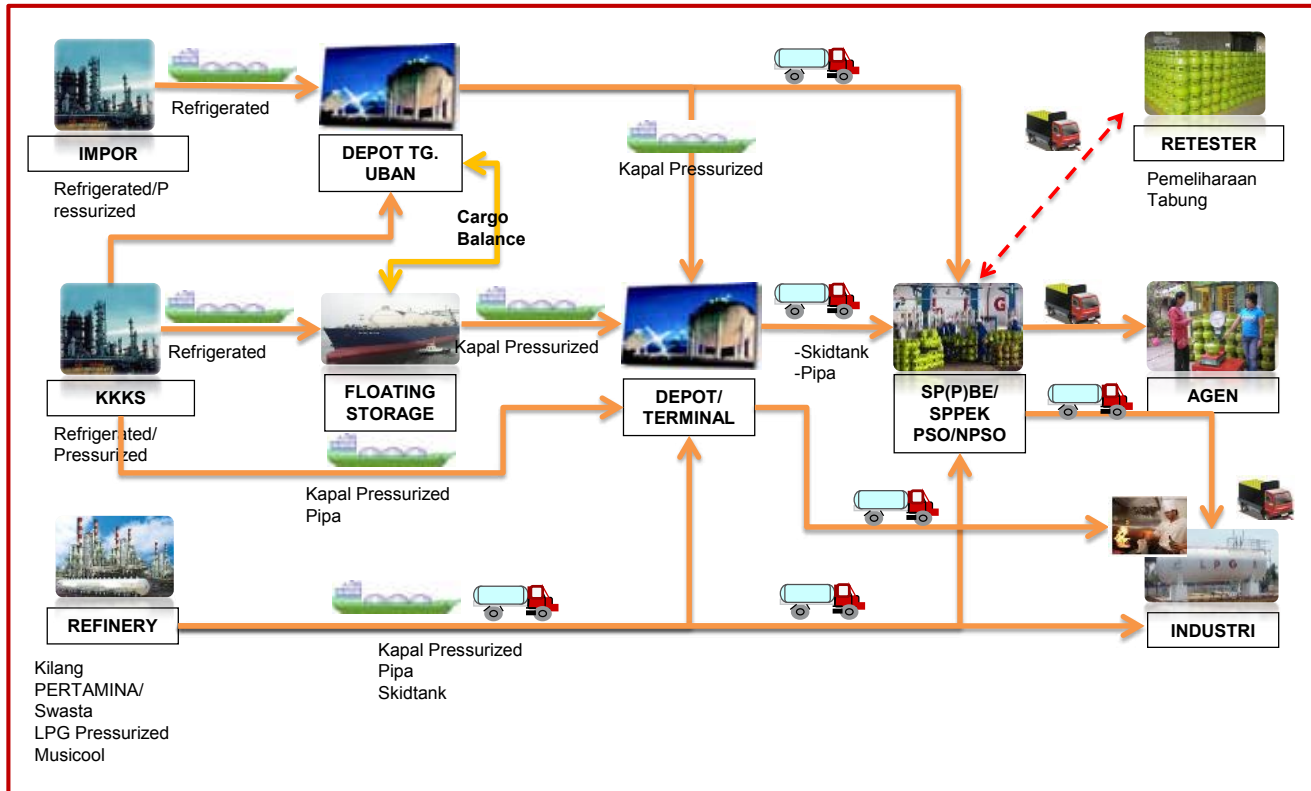 Refrigerated
IMPOR
Refrigerated/P
ressurized
DEPOT TG.
UBAN
Kapal Pressurized
RETESTER
Pemeliharaan
Tabung
Cargo
Balance
Refrigerated
KKKS
Refrigerated/
Pressurized
FLOATING
STORAGE
Kapal Pressurized
DEPOT/
TERMINAL
-Skidtank
-Pipa
G
SP(P)BE/
SPPEK
PSO/NPSO
AGEN
Kapal Pressurized
Pipa
REFINERY
Kilang
PERTAMINA/
Swasta
LPG Pressurized
Musicool
Kapal Pressurized
Pipa
Skidtank
LPG
INDUSTRI